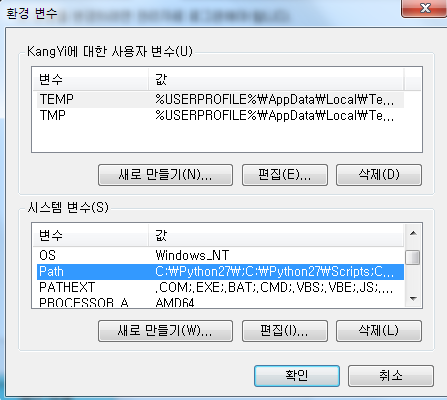 환경 변수
KangYi에 대한 사용자 변수(U)
변수 값
TEMP %USERPROFILE%₩AppData₩Local₩Te...
TMP %USERPROFILE%₩AppData₩Local₩Te...
새로 만들기(N)... 편집(E)... 삭제(D)
시스템 변수(S)
변수 값
OS Windows_NT
Path C:₩Python27₩;C:₩Python27₩Scripts;C...
PATHEXT .COM;.EXE;.BAT;.CMD;.VBS;.VBE;.JS;....
PROCESSOR_A... AMD64
새로 만들기(W)... 편집(I)... 삭제(L)
확인 취소